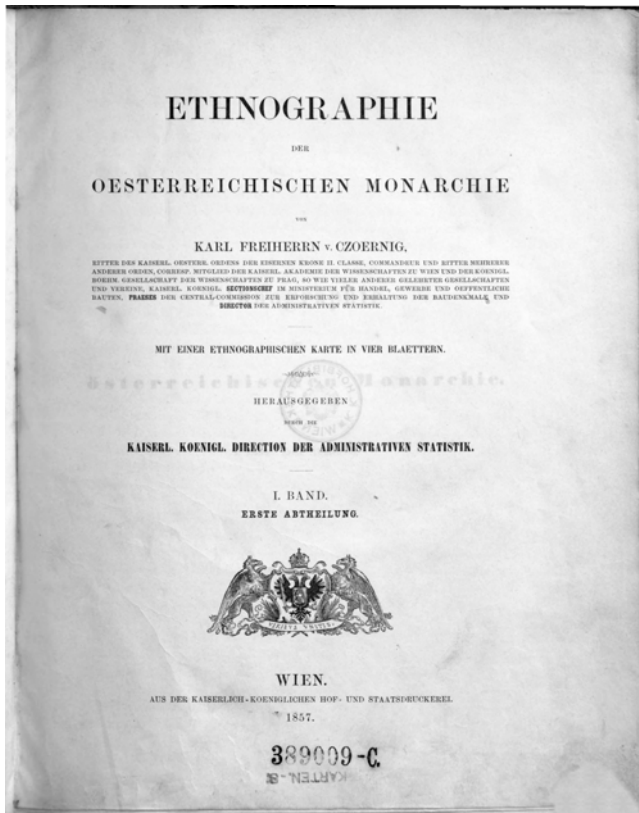 ETHNOGRAPHIE
DER
OESTERREICHISCHEN MONARCHIE
VON
KARL FREIHERRN v. CZOERNIG,
RITTER DES KAISERL. OESTERR. ORDENS DER EISERNEN KRONE II. CLASSE, COMMANDEUR UND RITTER MEHRERER
ANDERER ORDEN, CORRESP. MITGLIED DER KAISERL. AKADEMIE DER WISSENSCHAFTEN ZU WIEN UND DER KOENIGL.
BOEHM. GESELLSCHAFT DER WISSENSCHAFTEN ZU PRAG, SO WIE VIELER ANDERER GELEHRTER GESELLSCHAFTEN
UND VEREINE, KAISERL. KOENIGL. SECTIONSCHEF IM MINISTERIUM FÜR HANDEL, GEWERBE UND OEFFENTLICHE
BAUTEN, PRAESES DER CENTRAL-COMMISSION ZUR ERFORSCHUNG UND ERHALTUNG DER BAUDENKMALE UND
DIRECTOR DER ADMINISTRATIVEN STATISTIK.
MIT EINER ETHNOGRAPHISCHEN KARTE IN VIER BLAETTERN.
österreichischen Monarchie.
HERAUSGEGEBEN
DURCH DIE
KAISERL. KOENIGL. DIRECTION DER ADMINISTRATIVEN STATISTIK.
I. BAND.
ERSTE ABTHEILUNG.
WIEN.
AUS DER KAISERLICH-KOENIGLICHEN HOF- UND STAATSDRUCKEREI.
1857.
389009-C.
KARTEN-S.